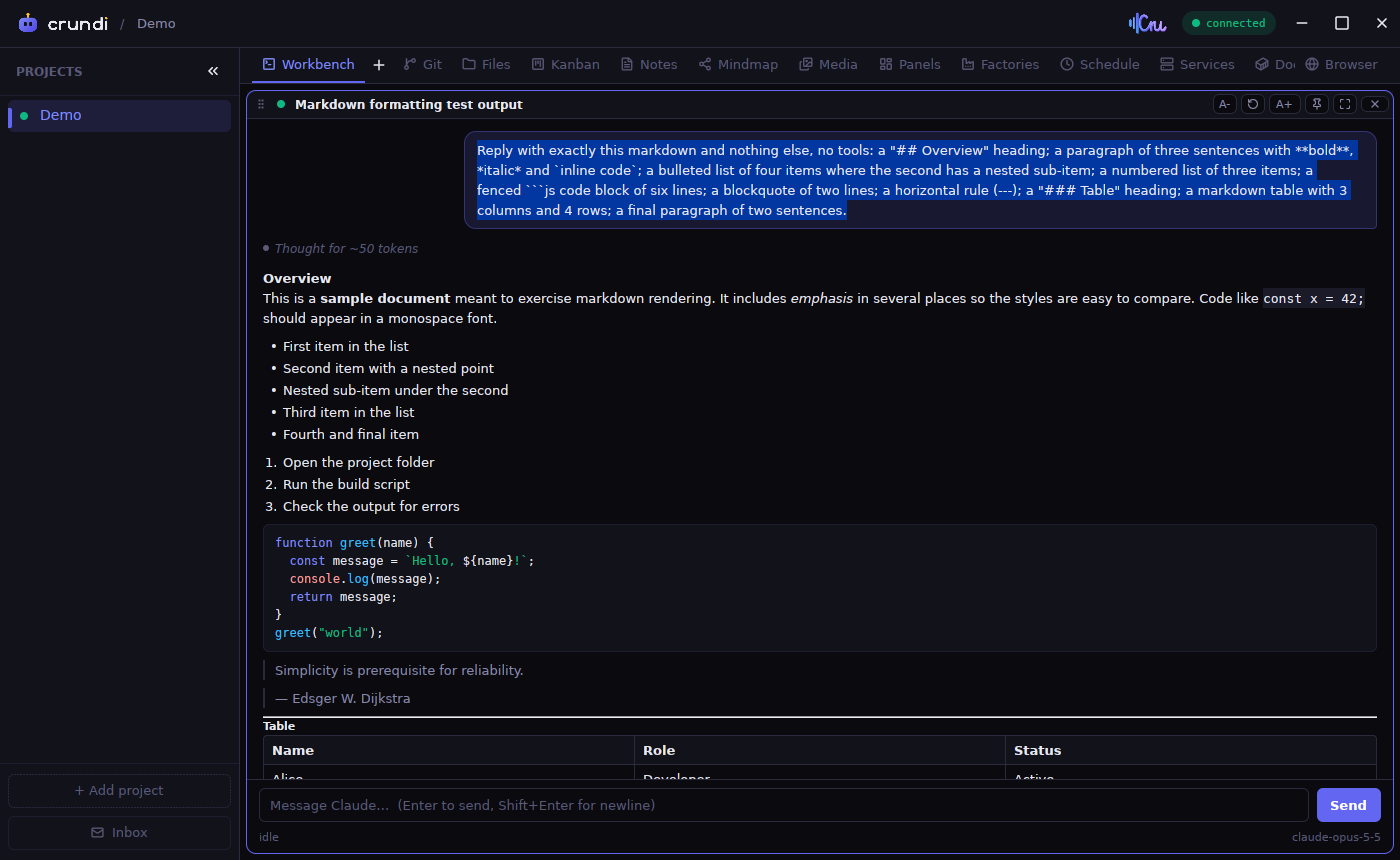 crundi / Demo
Cru
connected
PROJECTS
Demo
+ Add project
Inbox
Workbench + Git Files Kanban Notes Mindmap Media Panels Factories Schedule Services Do Browser
Markdown formatting test output
A- A+
Reply with exactly this markdown and nothing else, no tools: a "## Overview" heading; a paragraph of three sentences with **bold**,
*italic* and `inline code`; a bulleted list of four items where the second has a nested sub-item; a numbered list of three items; a
fenced ```js code block of six lines; a blockquote of two lines; a horizontal rule (---); a "### Table" heading; a markdown table with 3
columns and 4 rows; a final paragraph of two sentences.
Thought for ~50 tokens
Overview
This is a sample document meant to exercise markdown rendering. It includes emphasis in several places so the styles are easy to compare. Code like const x = 42;
should appear in a monospace font.
• First item in the list
• Second item with a nested point
• Nested sub-item under the second
• Third item in the list
• Fourth and final item
1. Open the project folder
2. Run the build script
3. Check the output for errors
function greet(name) {
  const message = `Hello, ${name}!`;
  console.log(message);
  return message;
}
greet("world");
Simplicity is prerequisite for reliability.
— Edsger W. Dijkstra
Table
Name Role Status
Alice Developer Active
Message Claude... (Enter to send, Shift+Enter for newline)
Send
idle
claude-opus-5-5